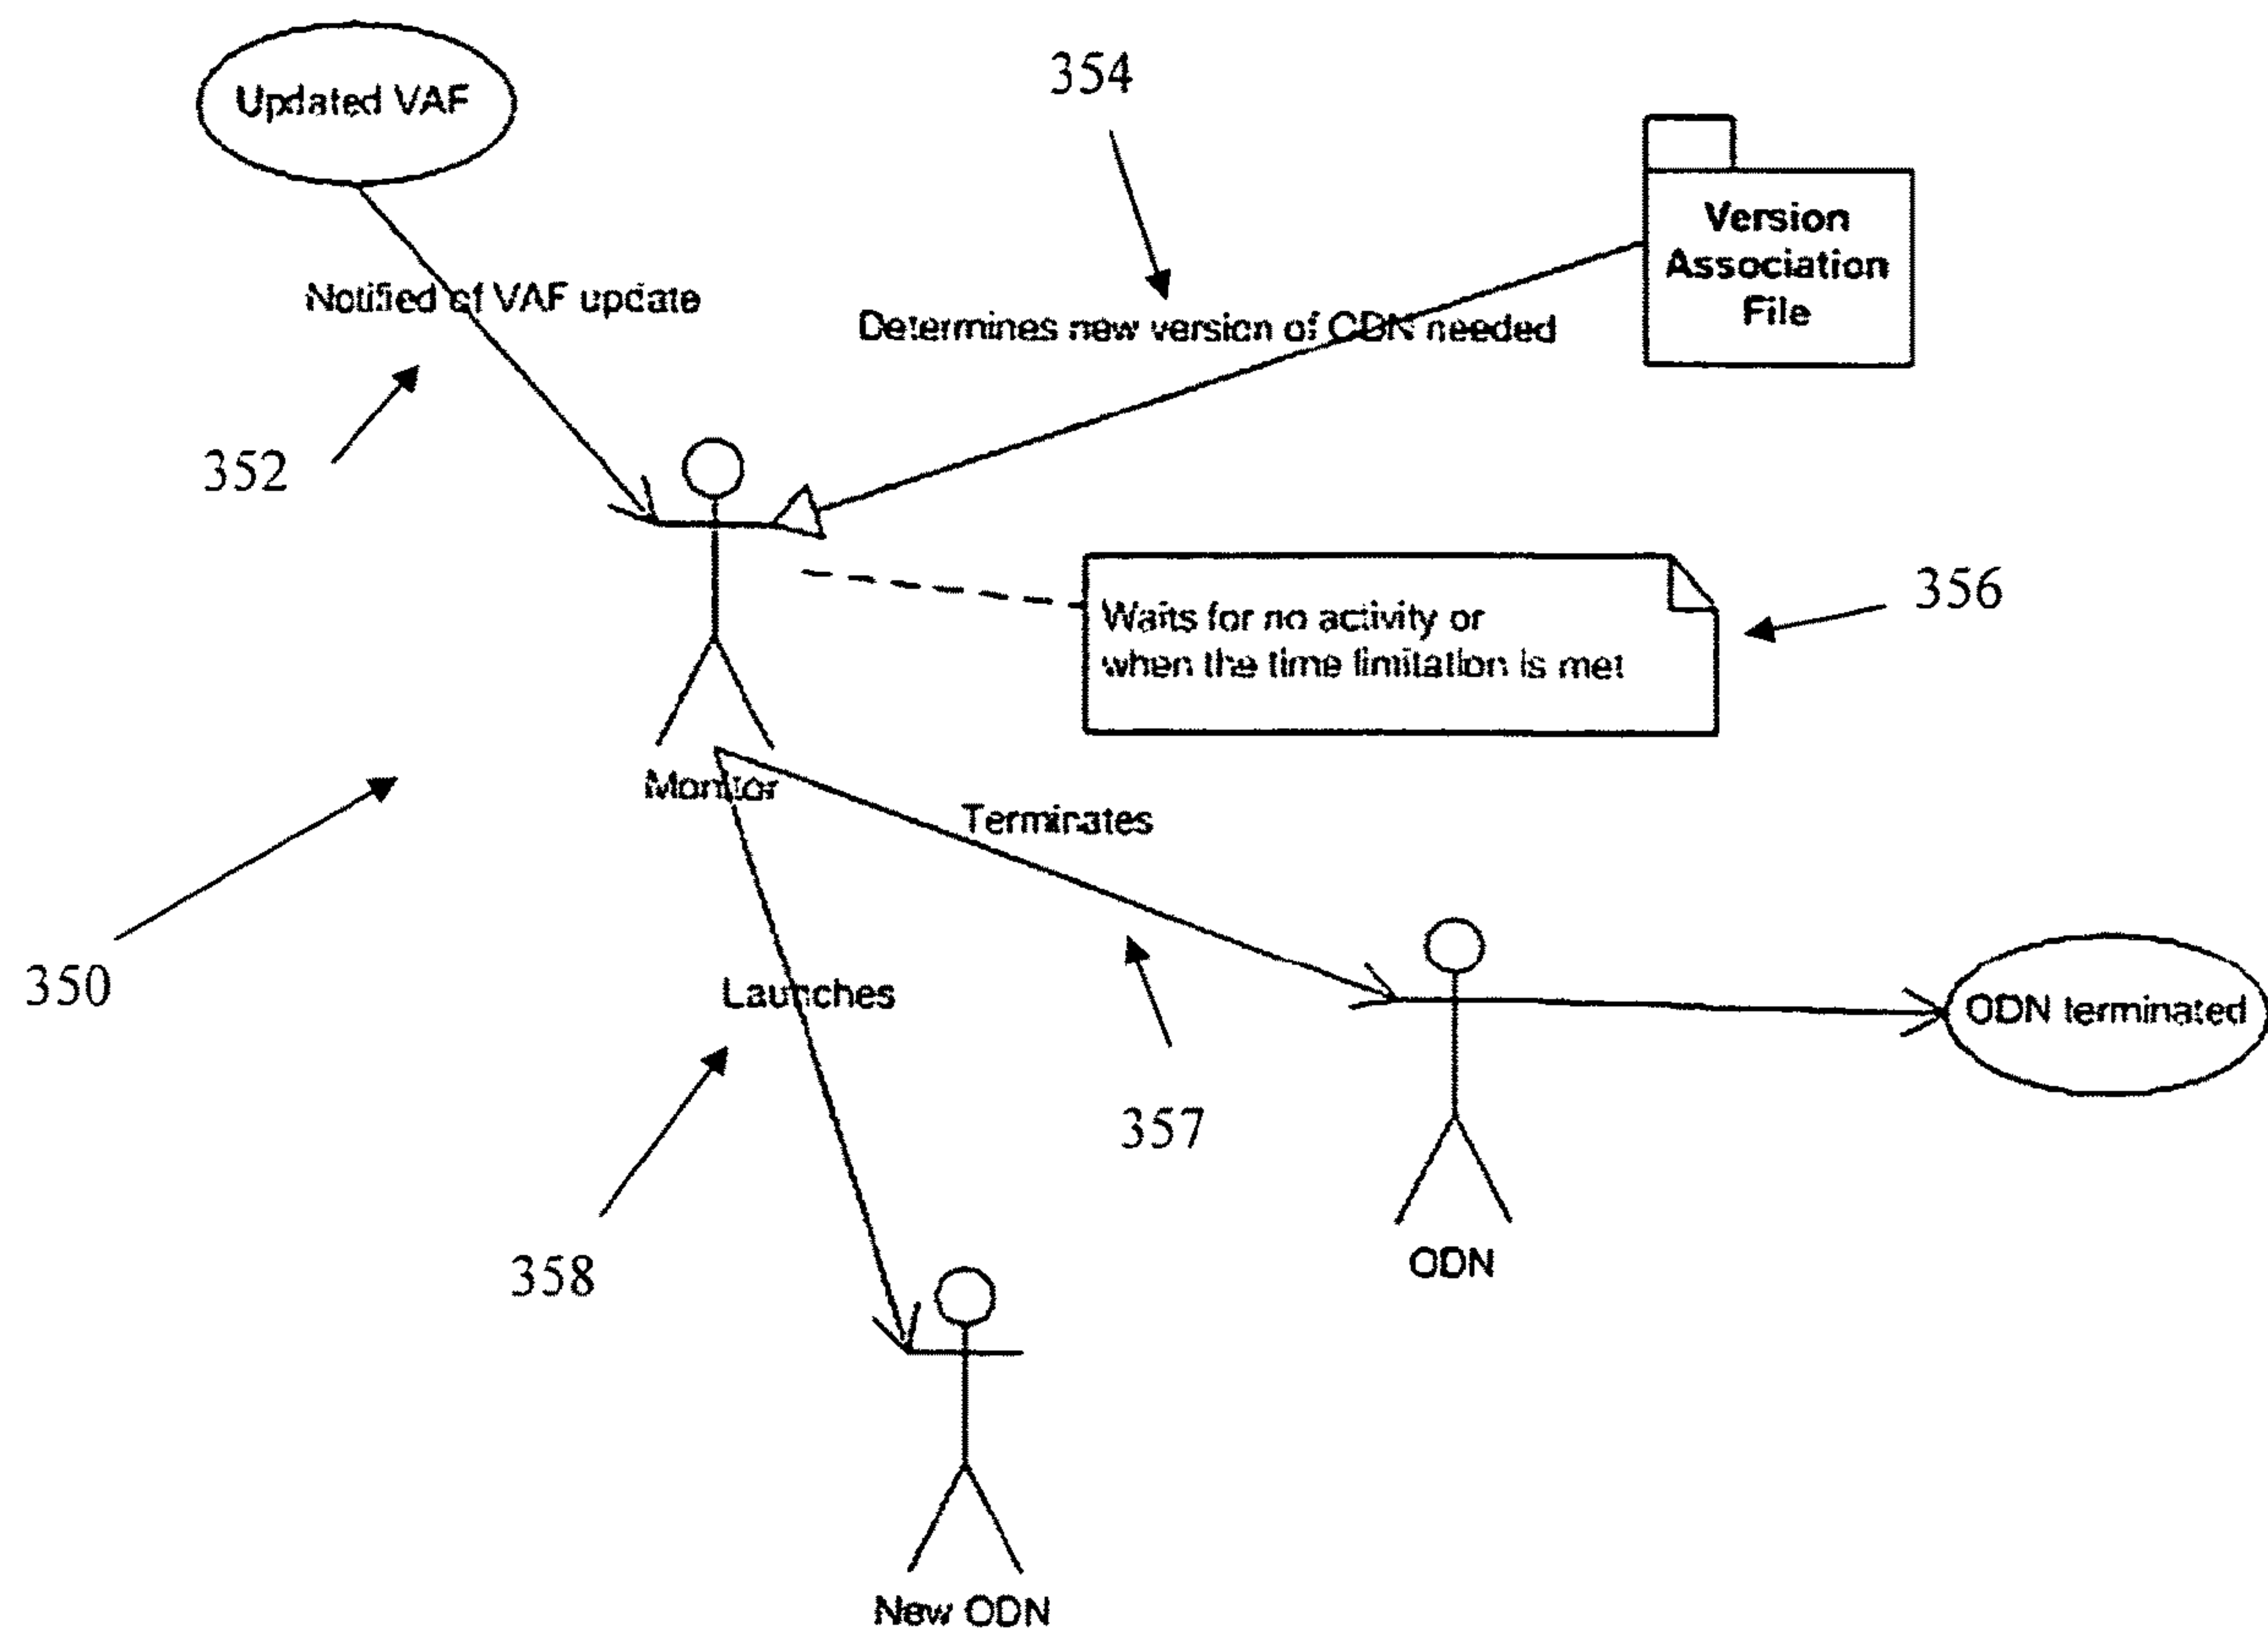 Updated VAF
354
Version
Association
File
Notified of VAF update
Determines new version of ODN needed
352
356
Waits for no activity or
when the time limitation is met
Monitor
Terminates
350
Launches
ODN terminated
357
358
ODN
New ODN